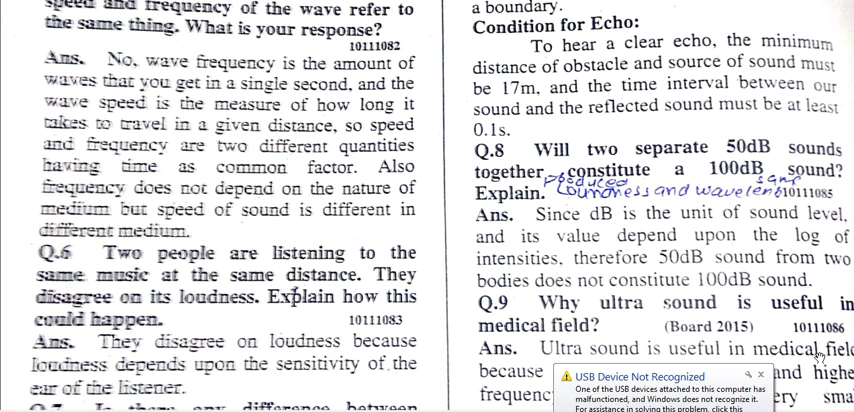 speed and frequency of the wave refer to
the same thing. What is your response?
10111082
Ans. No, wave frequency is the amount of
waves that you get in a single second, and the
wave speed is the measure of how long it
takes to travel in a given distance, so speed
and frequency are two different quantities
having time as common factor. Also
frequency does not depend on the nature of
medium but speed of sound is different in
different medium.
Q.6 Two people are listening to the
same music at the same distance. They
disagree on its loudness. Explain how this
could happen.
10111083
Ans. They disagree on loudness because
loudness depends upon the sensitivity of the
ear of the listener.
difference between
a boundary.
Condition for Echo:
To hear a clear echo, the minimum
distance of obstacle and source of sound must
be 17m, and the time interval between our
sound and the reflected sound must be at least
0.1s.
Q.8 Will two separate 50dB sounds
together constitute a 100dB sound?
produced
Explain. loudness and wavelen 10111085
Ans. Since dB is the unit of sound level,
and its value depend upon the log of
intensities, therefore 50dB sound from two
bodies does not constitute 100dB sound.
Q.9 Why ultra sound is useful in
medical field? (Board 2015) 10111086
Ans. Ultra sound is useful in medical fiel
because and highe
frequenc ery sma
USB Device Not Recognized
One of the USB devices attached to this computer has
malfunctioned, and Windows does not recognize it.
For assistance in solving this problem, click this